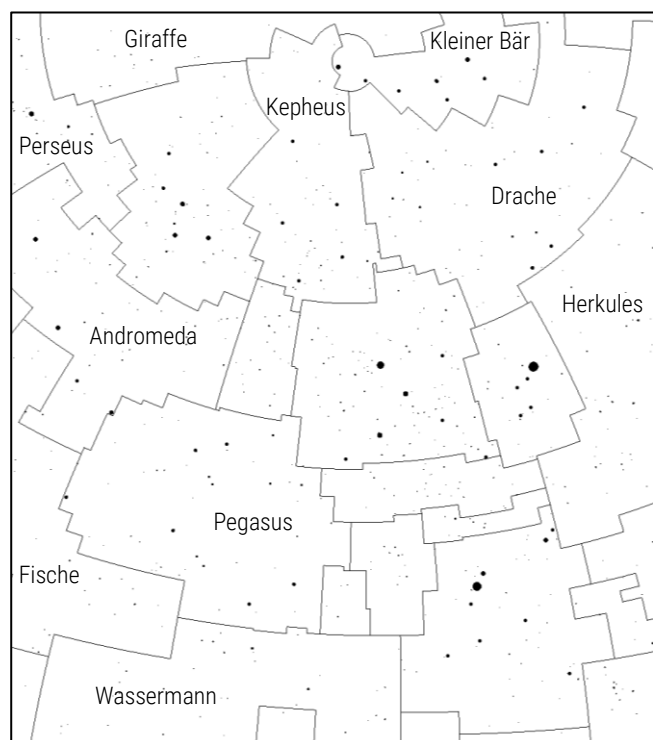 Giraffe
Kleiner Bär
Kepheus
Perseus
Drache
Herkules
Andromeda
Pegasus
Fische
Wassermann